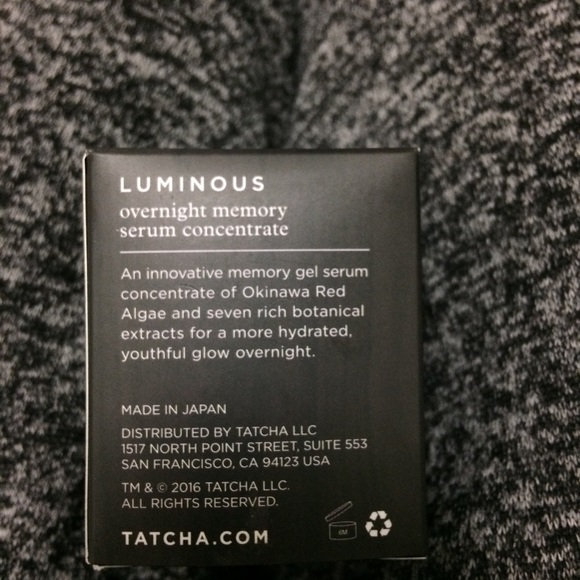 LUMINOUS
overnight memory
serum concentrate
An innovative memory gel serum
concentrate of Okinawa Red
Algae and seven rich botanical
extracts for a more hydrated,
youthful glow overnight.
MADE IN JAPAN
DISTRIBUTED BY TATCHA LLC
1517 NORTH POINT STREET, SUITE 553
SAN FRANCISCO, CA 94123 USA
TM & © 2016 TATCHA LLC.
ALL RIGHTS RESERVED.
TATCHA.COM